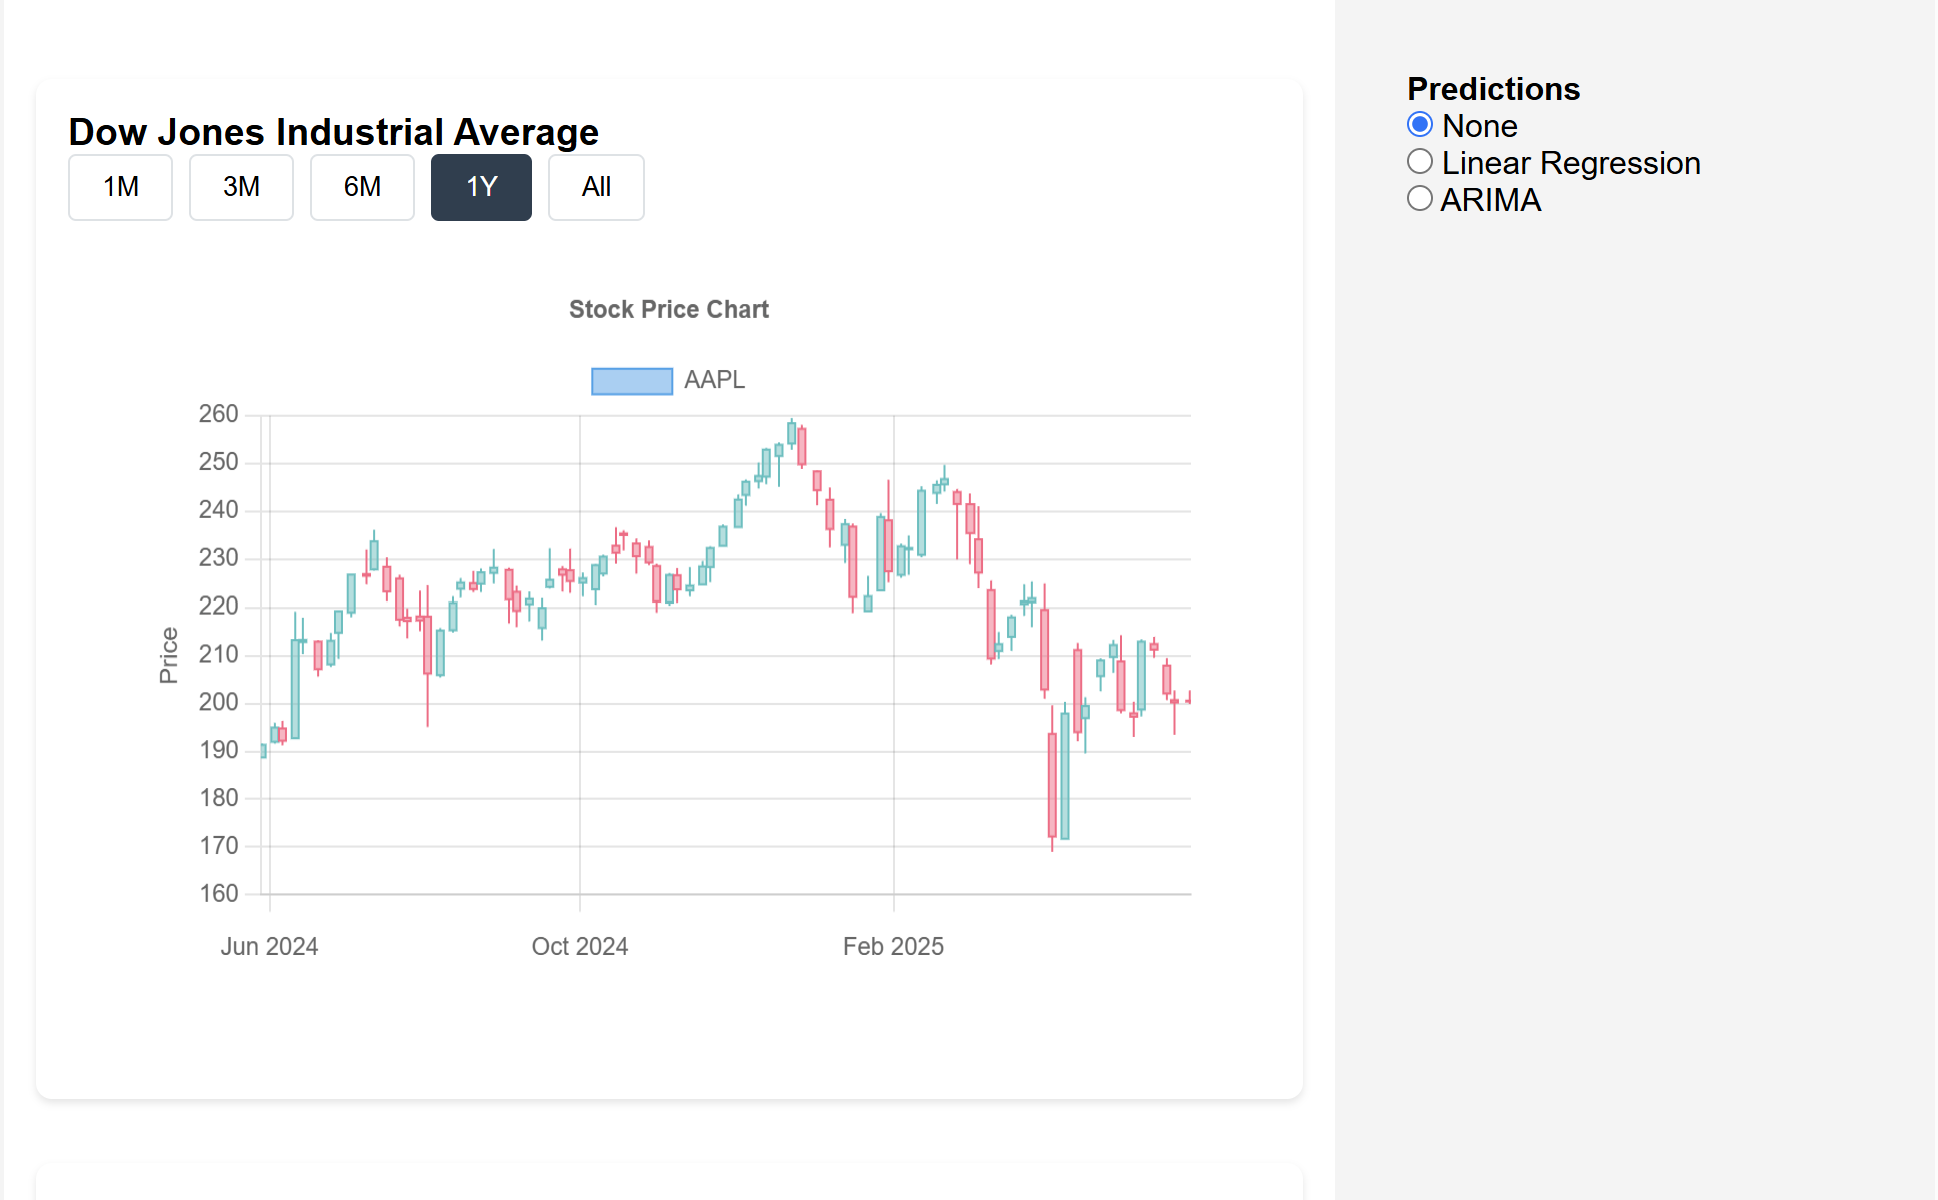 Dow Jones Industrial Average
1M 3M 6M 1Y All
Stock Price Chart
AAPL
260
250
240
230
220
210
200
190
180
170
160
Price
Jun 2024 Oct 2024 Feb 2025
Predictions
None
Linear Regression
ARIMA